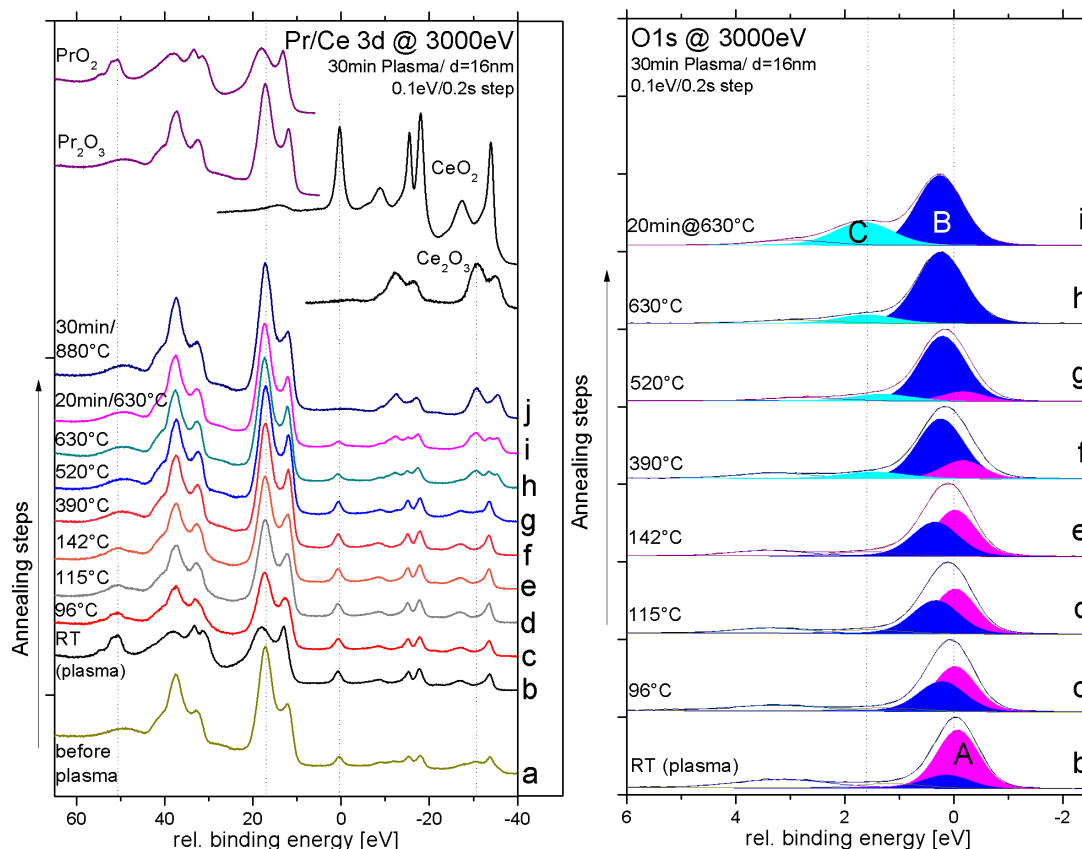 Pr/Ce 3d @ 3000eV
30min Plasma/ d=16nm
0.1eV/0.2s step
PrO2
Pr2O3
CeO2
Ce2O3
30min/
880°C
20min/630°C
630°C
520°C
390°C
142°C
115°C
96°C
RT
(plasma)
before
plasma
j
i
h
g
f
e
d
c
b
a
Annealing steps
60 40 20 0 -20 -40
rel. binding energy [eV]
O1s @ 3000eV
30min Plasma/ d=16nm
0.1eV/0.2s step
20min@630°C
C
B
i
630°C
h
520°C
g
390°C
f
142°C
e
115°C
96°C
RT (plasma)
A
b
Annealing steps
6 4 2 0 -2
rel. binding energy [eV]